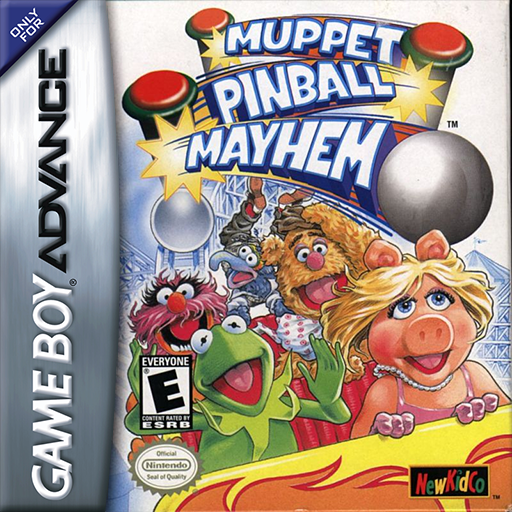 ONLY
FOR
GAME BOY ADVANCE
®
MUPPET
PINBALL
MAYHEM
™
EVERYONE
E
®
CONTENT RATED BY
ESRB
Official
Nintendo
Seal of Quality
NewKidCo
™